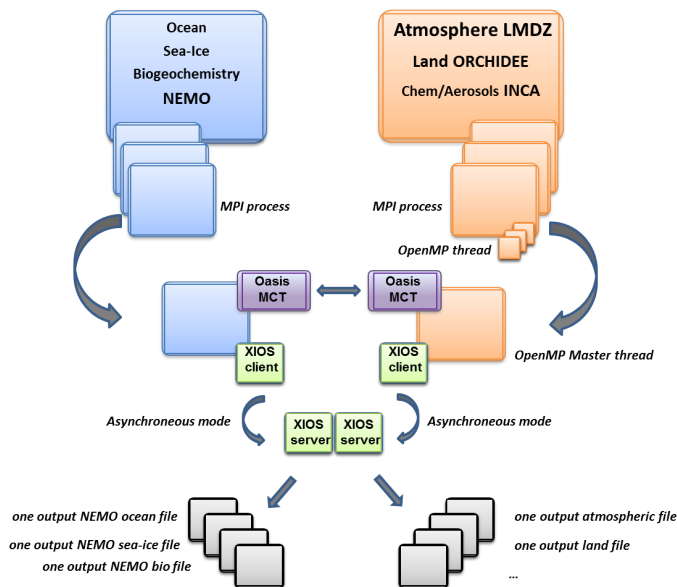 Ocean
Sea-Ice
Biogeochemistry
NEMO
Atmosphere LMDZ
Land ORCHIDEE
Chem/Aerosols INCA
MPI process
MPI process
OpenMP thread
Oasis
MCT
Oasis
MCT
XIOS
client
XIOS
client
OpenMP Master thread
Asynchroneous mode
XIOS
server
XIOS
server
Asynchroneous mode
one output NEMO ocean file
one output NEMO sea-ice file
one output NEMO bio file
one output atmospheric file
one output land file
...